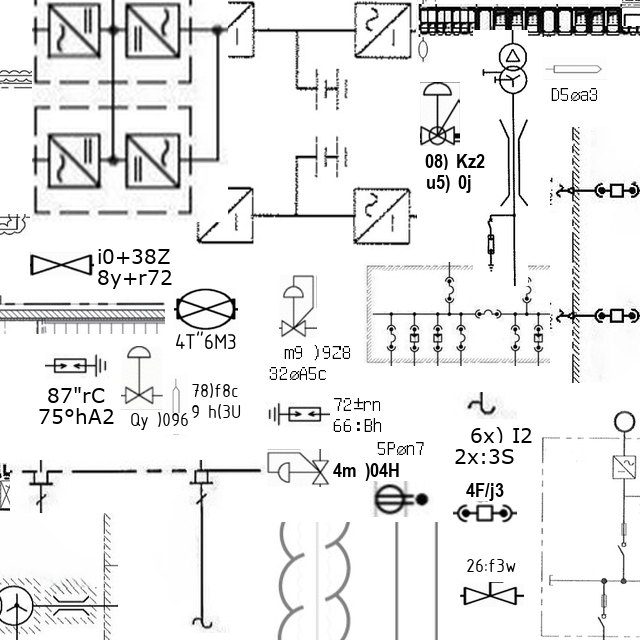 D5øa3
08) Kz2
u5) 0j
i0+38Z
8y+r72
4T"6M3
m9 )9Z8
32øA5c
87"rC
75°hA2
78)f8c
9 h(3U
Qy )096
72±rn
66:Bh
5Pøn7
6x) I2
2x:3S
4m )04H
4F/j3
26:f3w